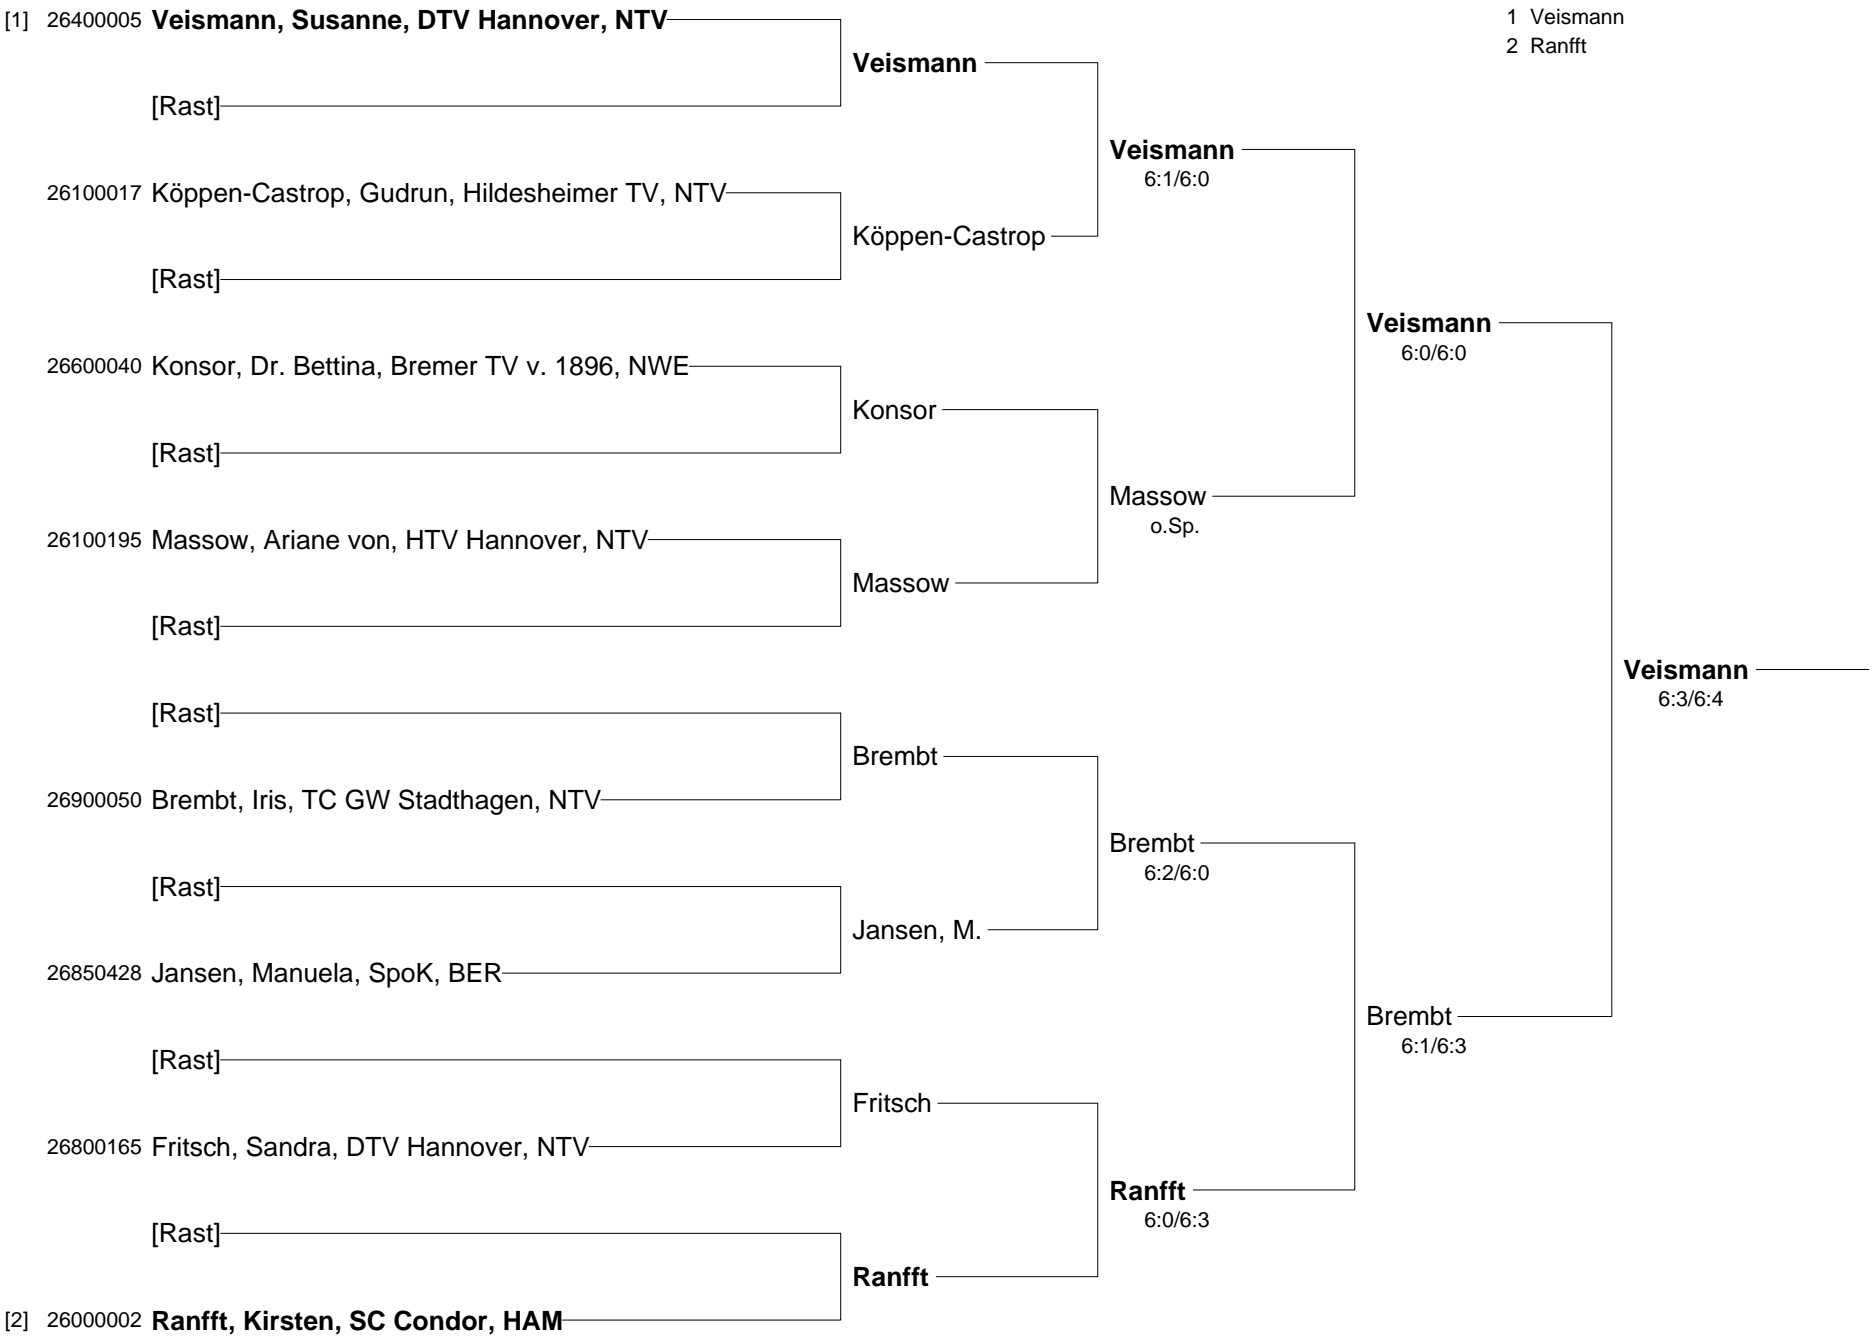 [1] 26400005 Veismann, Susanne, DTV Hannover, NTV
1 Veismann
2 Ranfft
Veismann
[Rast]
Veismann
6:1/6:0
26100017 Köppen-Castrop, Gudrun, Hildesheimer TV, NTV
Köppen-Castrop
[Rast]
Veismann
6:0/6:0
26600040 Konsor, Dr. Bettina, Bremer TV v. 1896, NWE
Konsor
[Rast]
Massow
o.Sp.
26100195 Massow, Ariane von, HTV Hannover, NTV
Massow
[Rast]
Veismann
6:3/6:4
[Rast]
Brembt
26900050 Brembt, Iris, TC GW Stadthagen, NTV
Brembt
6:2/6:0
[Rast]
Jansen, M.
26850428 Jansen, Manuela, SpoK, BER
Brembt
6:1/6:3
[Rast]
Fritsch
26800165 Fritsch, Sandra, DTV Hannover, NTV
Ranfft
6:0/6:3
[Rast]
Ranfft
[2] 26000002 Ranfft, Kirsten, SC Condor, HAM